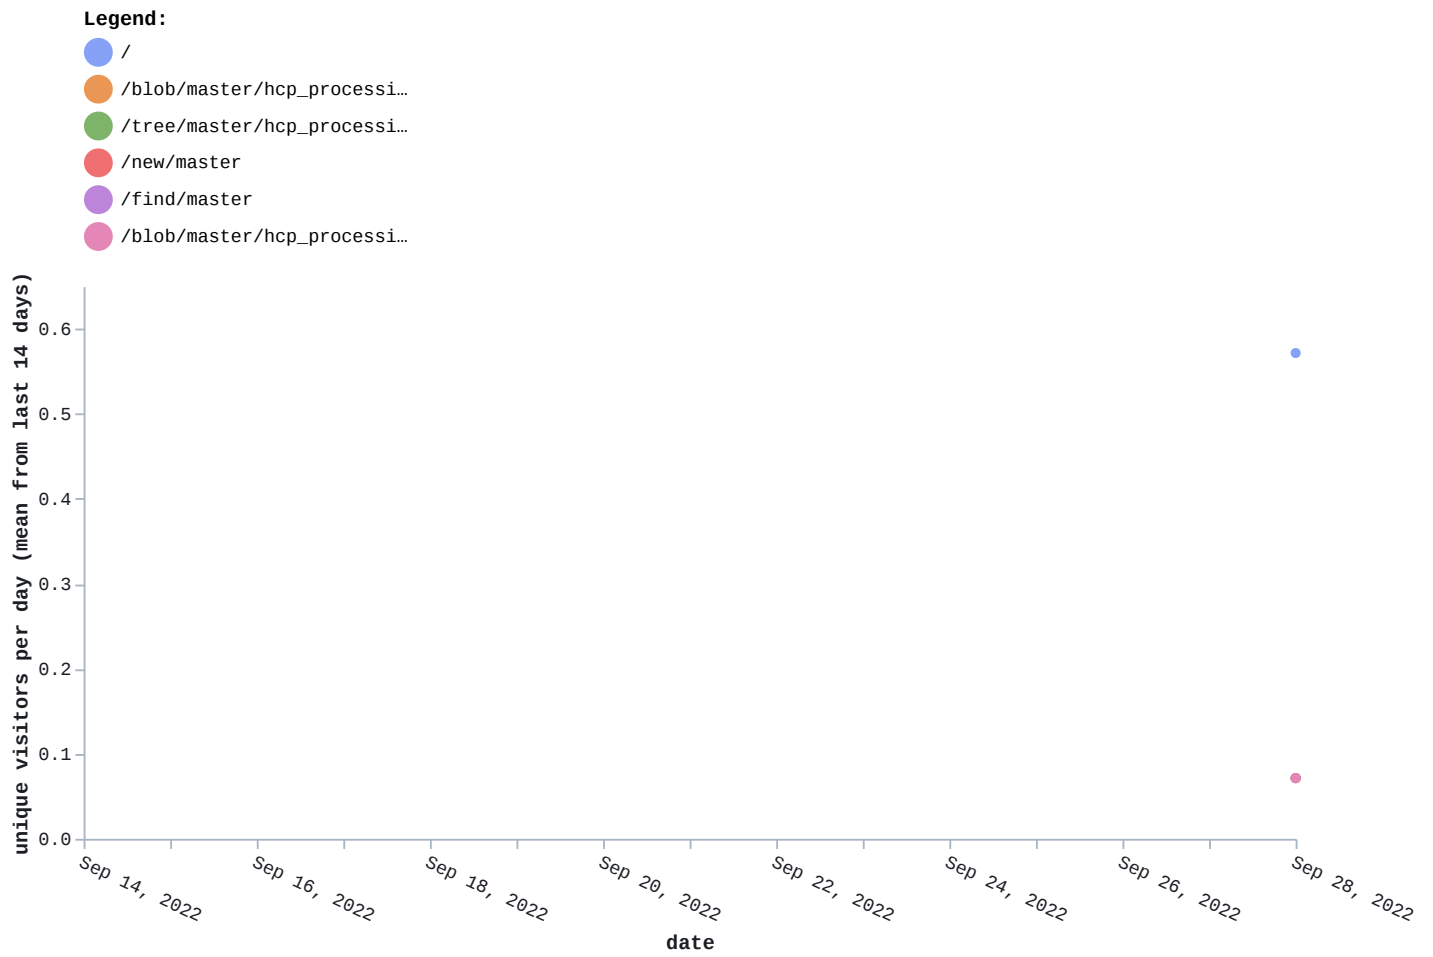 Legend:
/
/blob/master/hcp_processi…
/tree/master/hcp_processi…
/new/master
/find/master
/blob/master/hcp_processi…
unique visitors per day (mean from last 14 days)
0.6
0.5
0.4
0.3
0.2
0.1
0.0
Sep 14, 2022
Sep 16, 2022
Sep 18, 2022
Sep 20, 2022
Sep 22, 2022
Sep 24, 2022
Sep 26, 2022
Sep 28, 2022
date